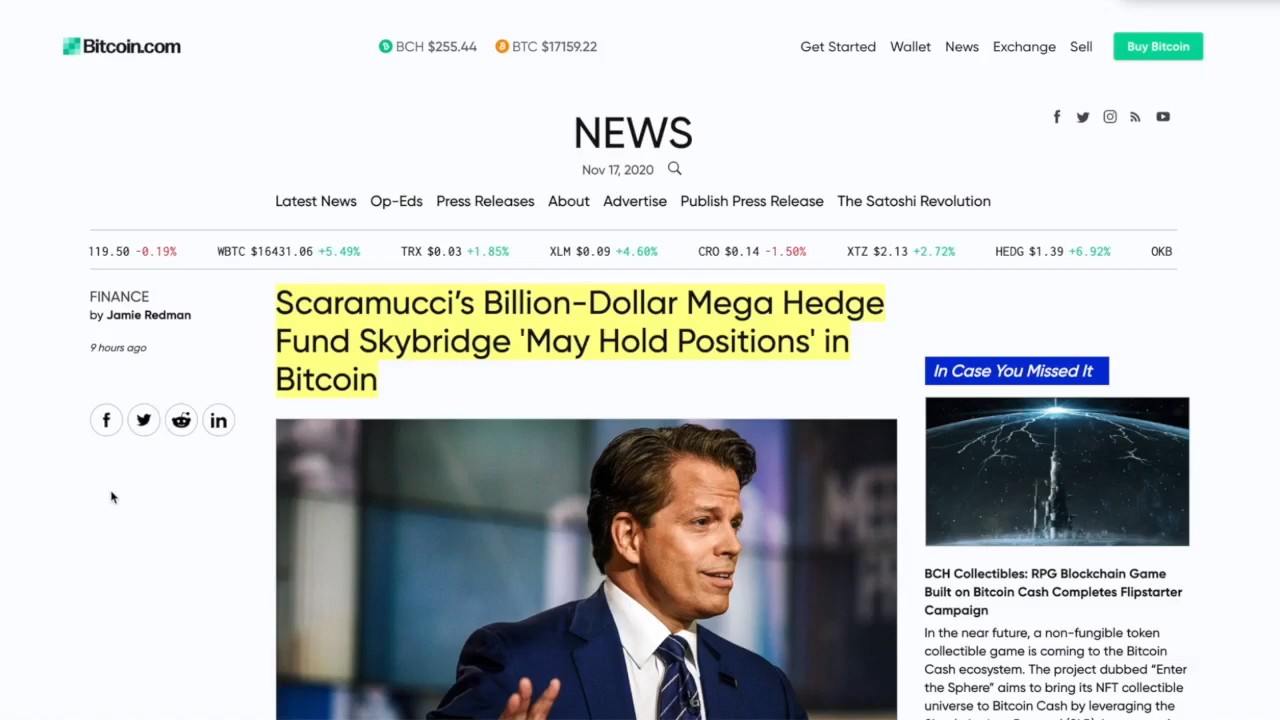 Bitcoin.com
BCH $255.44 BTC $17159.22
Get Started Wallet News Exchange Sell Buy Bitcoin
NEWS
Nov 17, 2020
Latest News Op-Eds Press Releases About Advertise Publish Press Release The Satoshi Revolution
119.50 -0.19% WBTC $16431.06 +5.49% TRX $0.03 +1.85% XLM $0.09 +4.60% CRO $0.14 -1.50% XTZ $2.13 +2.72% HEDG $1.39 +6.92% OKB
FINANCE
by Jamie Redman
9 hours ago
Scaramucci's Billion-Dollar Mega Hedge
Fund Skybridge 'May Hold Positions' in
Bitcoin
In Case You Missed It
BCH Collectibles: RPG Blockchain Game
Built on Bitcoin Cash Completes Flipstarter
Campaign
In the near future, a non-fungible token
collectible game is coming to the Bitcoin
Cash ecosystem. The project dubbed “Enter
the Sphere” aims to bring its NFT collectible
universe to Bitcoin Cash by leveraging the